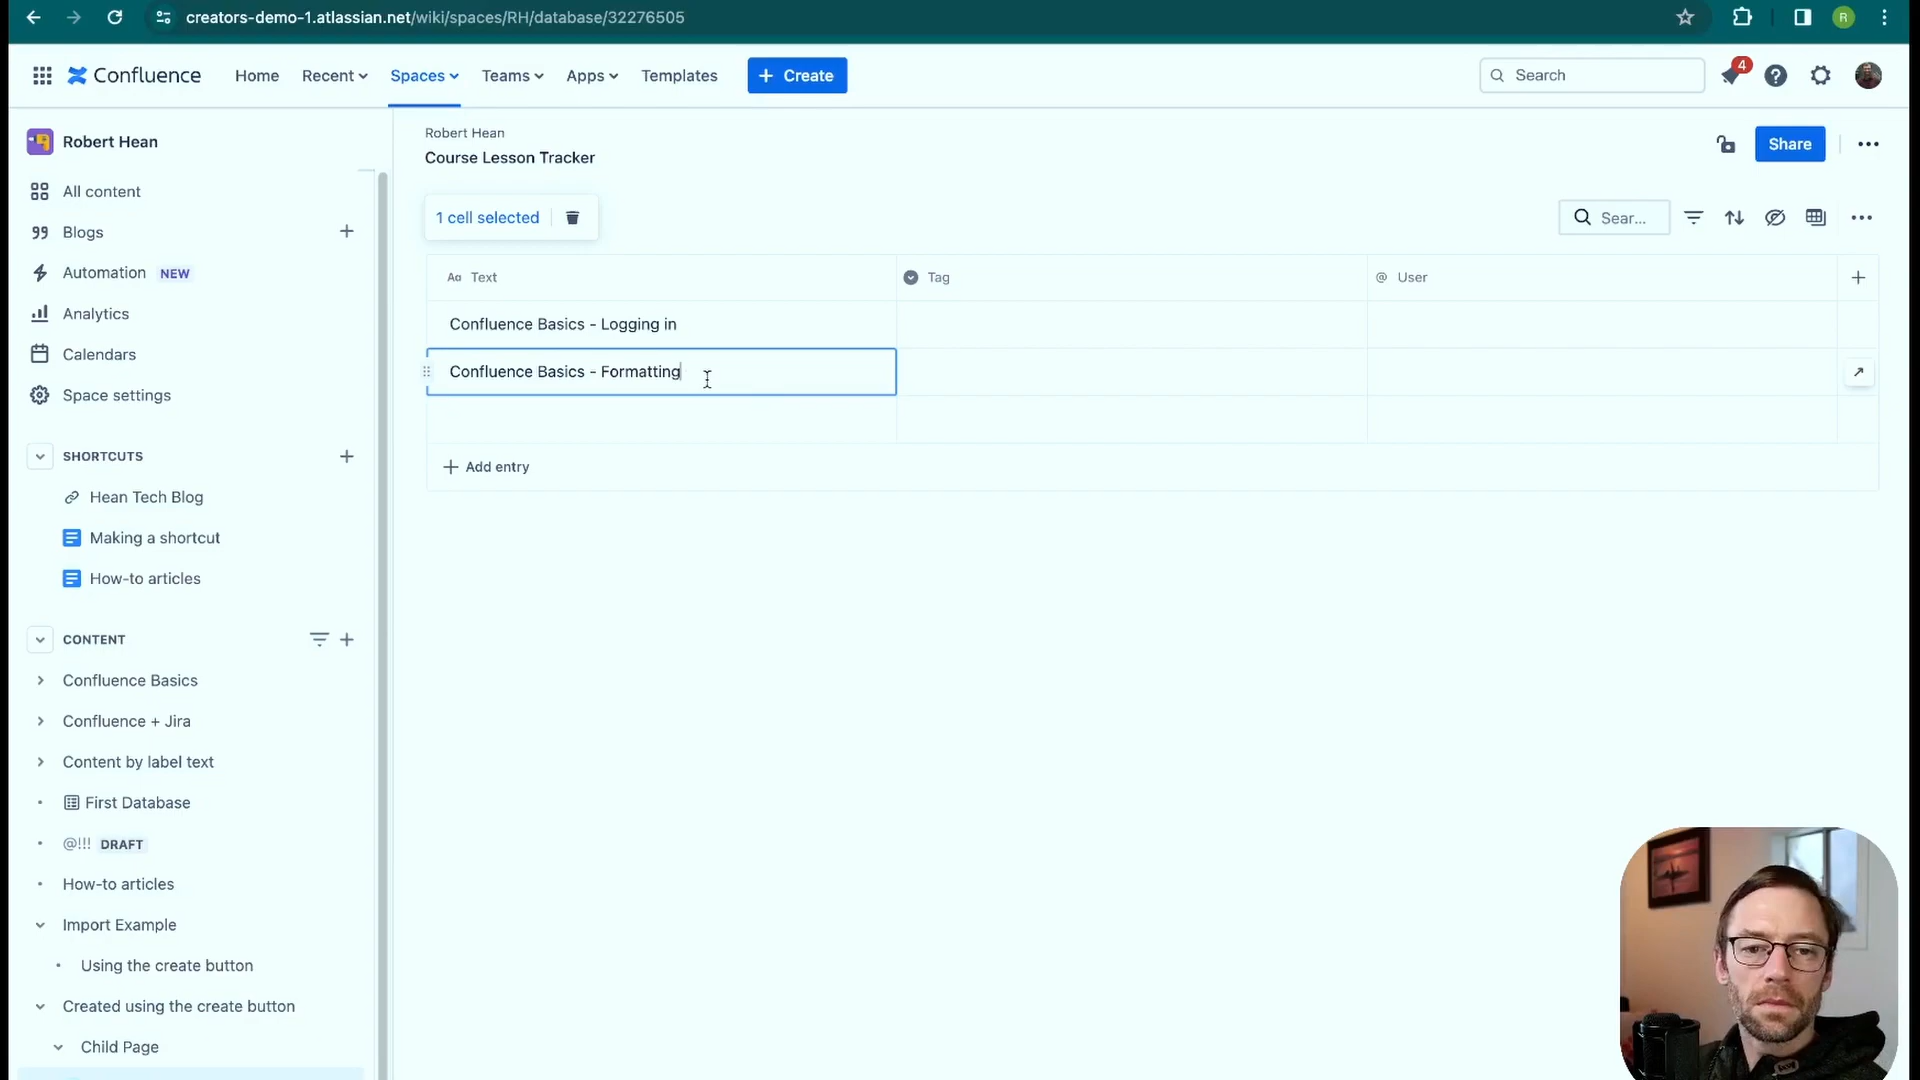 creators-demo-1.atlassian.net/wiki/spaces/RH/database/32276505
R
Confluence
Home
Recent
Spaces
Teams
Apps
Templates
+ Create
Search
4
Robert Hean
All content
Blogs
Automation NEW
Analytics
Calendars
Space settings
SHORTCUTS
Hean Tech Blog
Making a shortcut
How-to articles
CONTENT
Confluence Basics
Confluence + Jira
Content by label text
First Database
@!!! DRAFT
How-to articles
Import Example
Using the create button
Created using the create button
Child Page
Robert Hean
Course Lesson Tracker
Share
1 cell selected
Sear...
Aa Text
Tag
@ User
Confluence Basics - Logging in
Confluence Basics - Formatting
+ Add entry